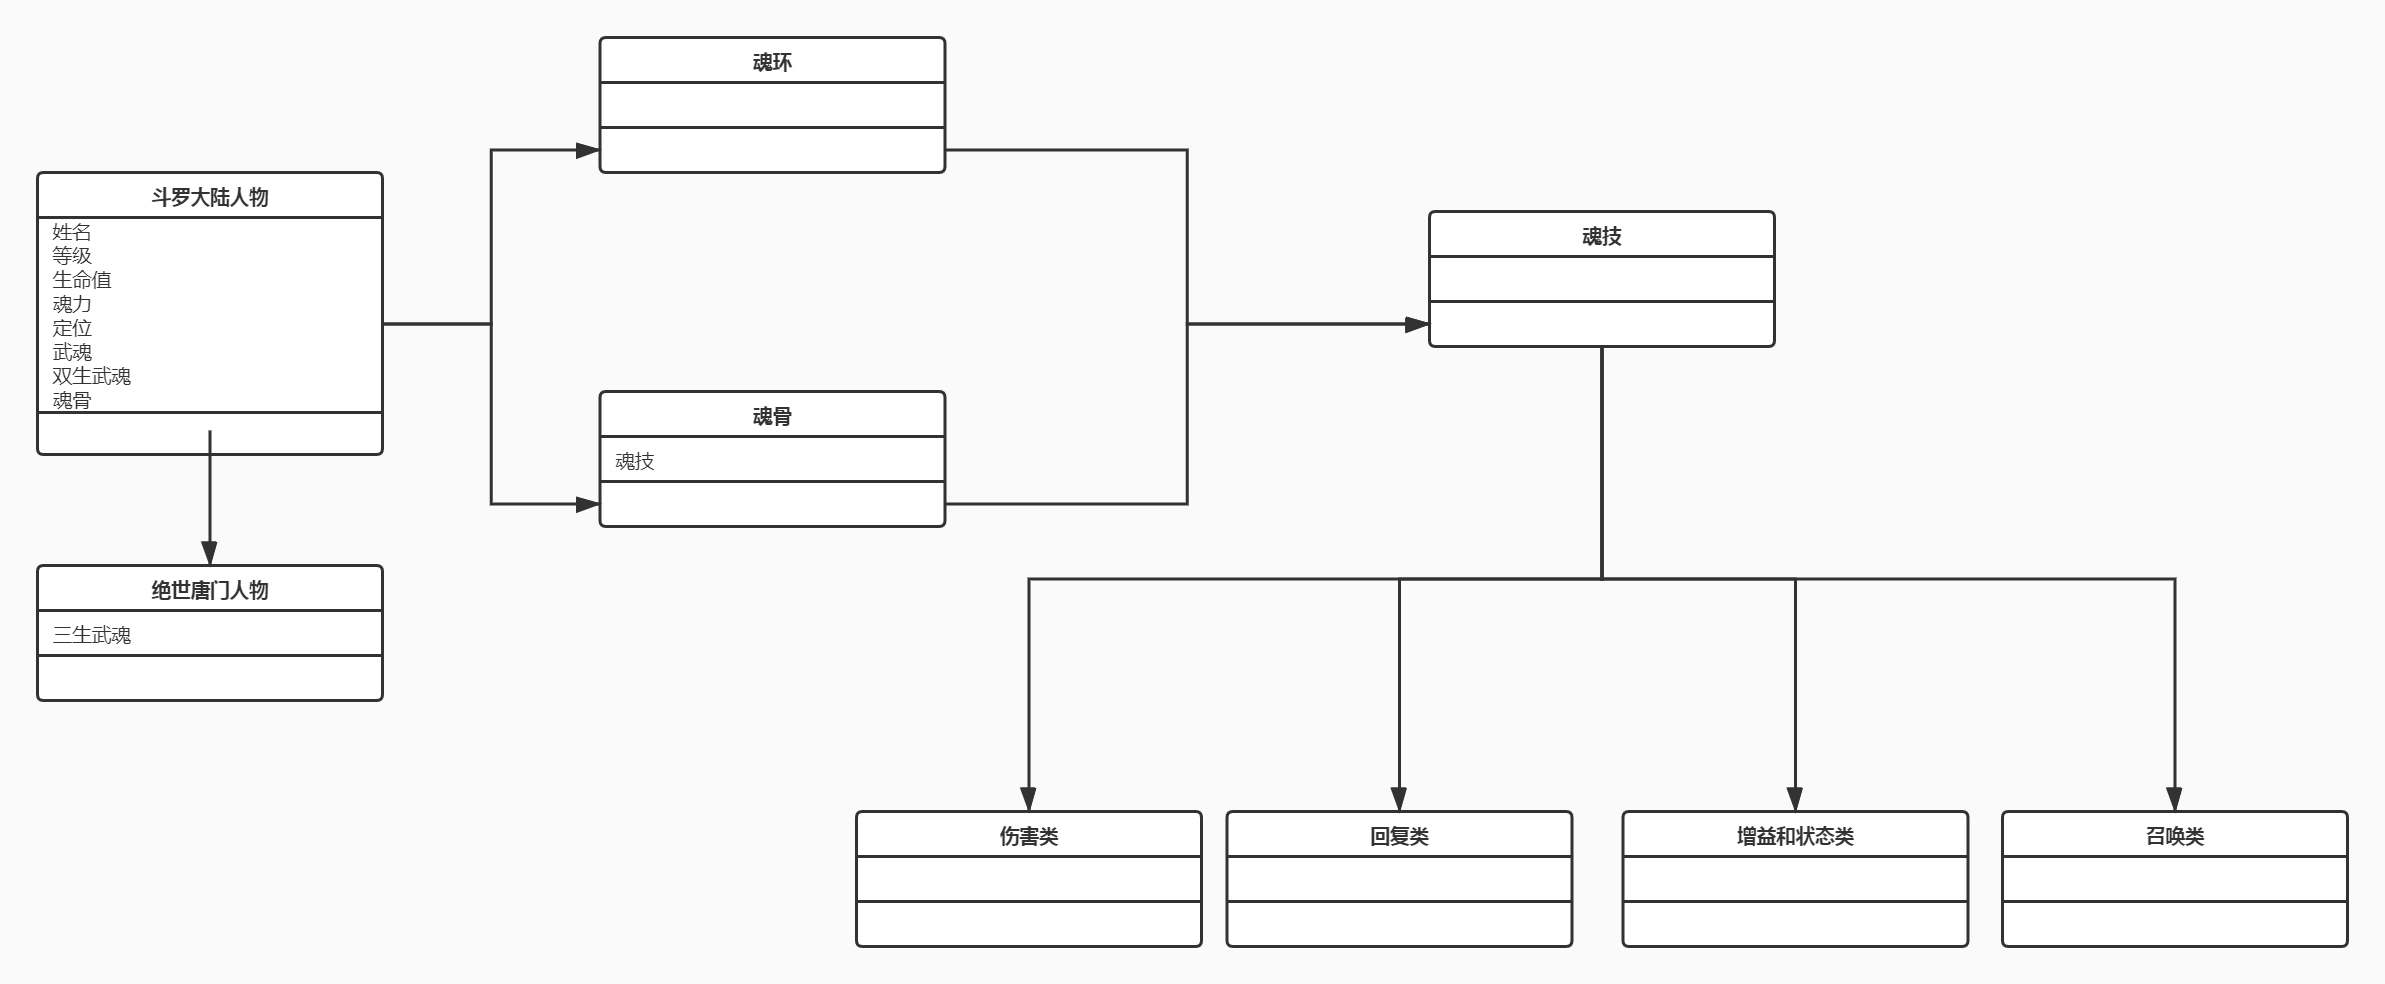 魂环
斗罗大陆人物
姓名
等级
生命值
魂力
定位
武魂
双生武魂
魂骨
魂技
魂骨
魂技
绝世唐门人物
三生武魂
伤害类
回复类
增益和状态类
召唤类